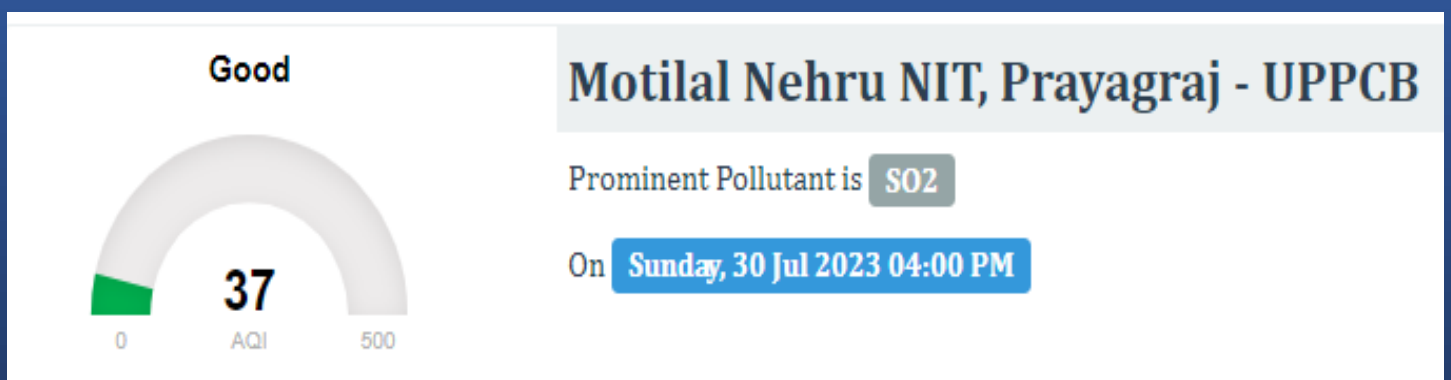 Good
37
0 AQI 500
Motilal Nehru NIT, Prayagraj - UPPCB
Prominent Pollutant is SO2
On Sunday, 30 Jul 2023 04:00 PM